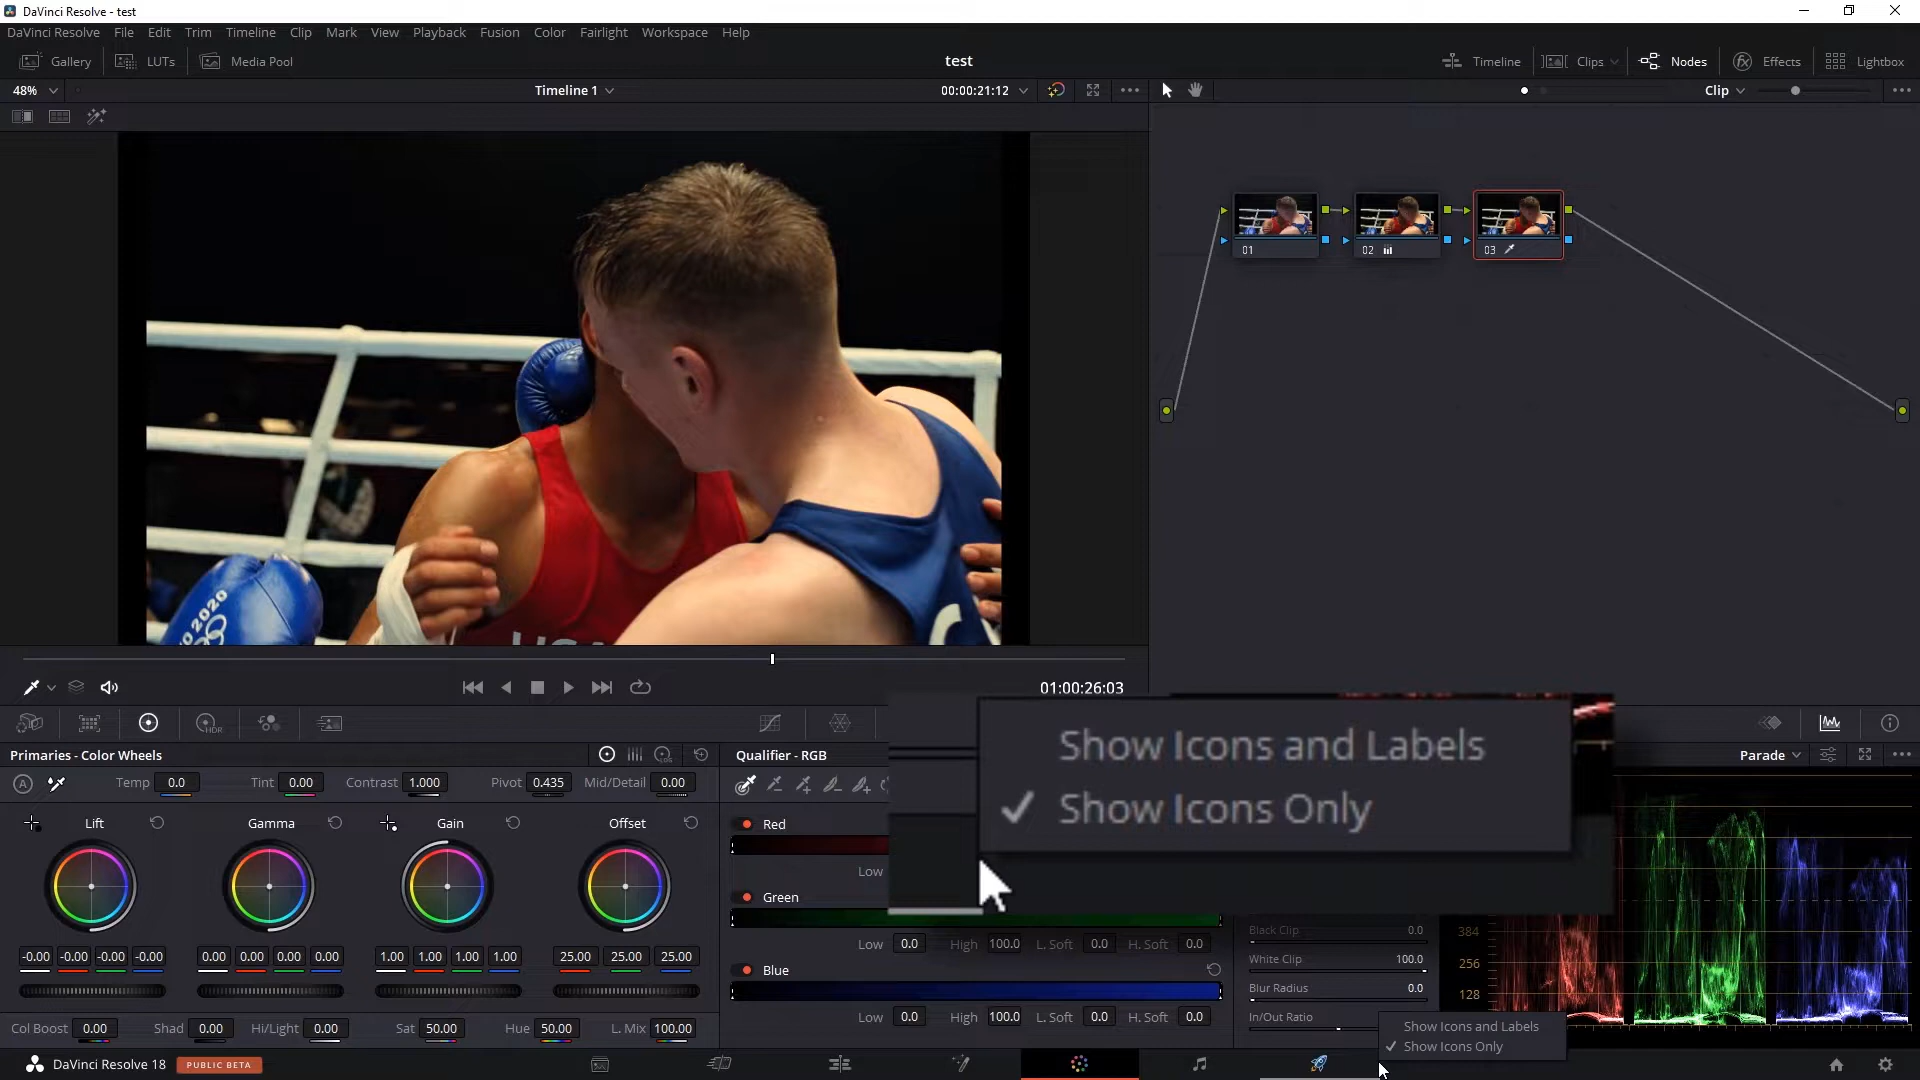 DaVinci Resolve - test
DaVinci Resolve File Edit Trim Timeline Clip Mark View Playback Fusion Color Fairlight Workspace Help
Gallery LUTs Media Pool test Timeline Clips Nodes fx Effects Lightbox
48% Timeline 1 00:00:21:12 Clip
01 02 03
2020
USA
01:00:26:03
HDR
Primaries - Color Wheels LOG Qualifier - RGB Parade
A Temp 0.0 Tint 0.00 Contrast 1.000 Pivot 0.435 Mid/Detail 0.00
Show Icons and Labels
Show Icons Only
Lift Gamma Gain Offset
Red
Low
Green
Low 0.0 High 100.0 L. Soft 0.0 H. Soft 0.0
Blue
Low 0.0 High 100.0 L. Soft 0.0 H. Soft 0.0
-0.00 -0.00 -0.00 -0.00 0.00 0.00 0.00 0.00 1.00 1.00 1.00 1.00 25.00 25.00 25.00
Col Boost 0.00 Shad 0.00 Hi/Light 0.00 Sat 50.00 Hue 50.00 L. Mix 100.00
Black Clip 0.0
White Clip 100.0
Blur Radius 0.0
In/Out Ratio
384
256
128
Show Icons and Labels
Show Icons Only
DaVinci Resolve 18 PUBLIC BETA